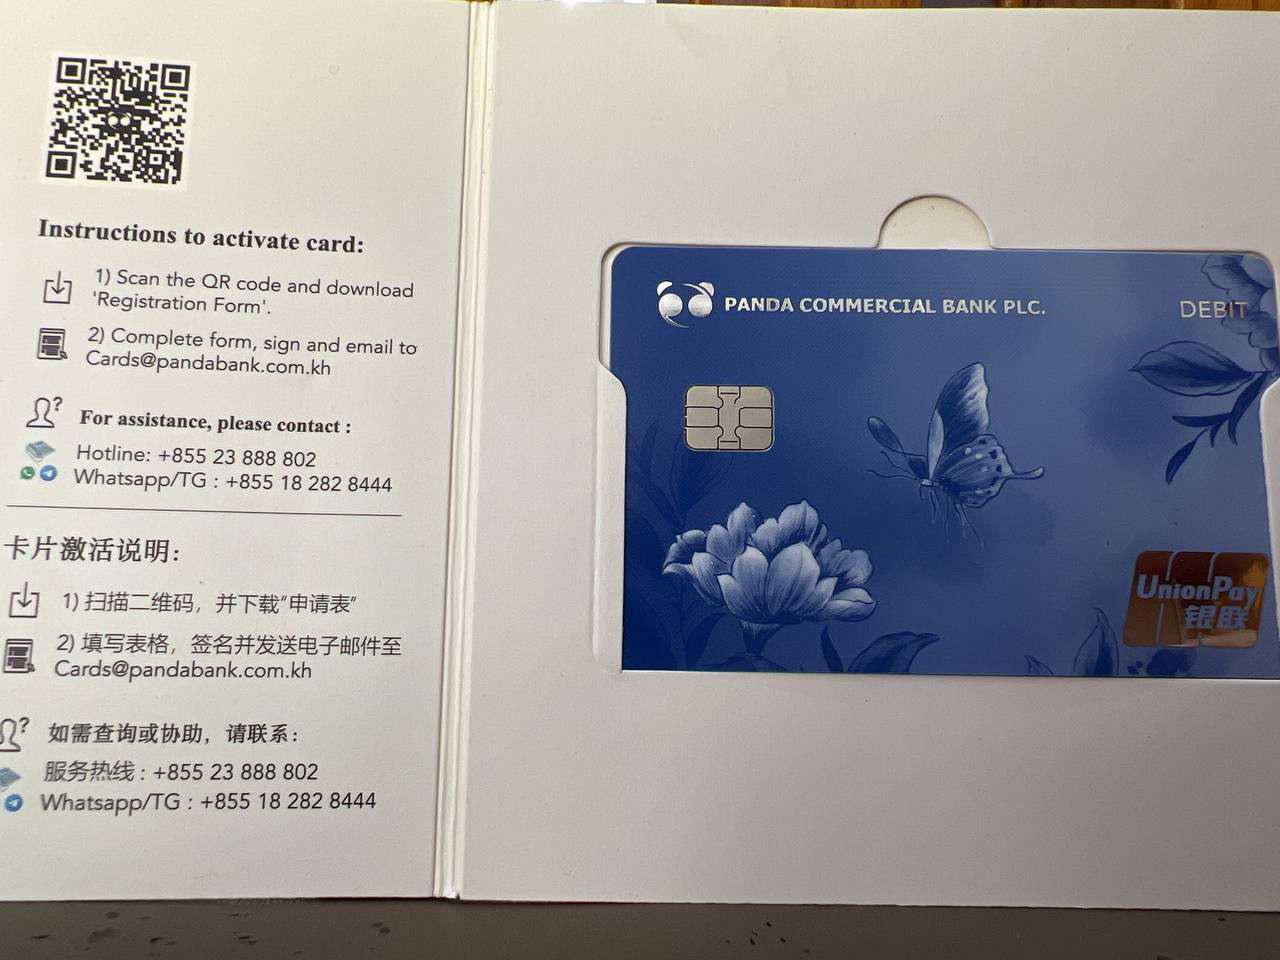 Instructions to activate card:
1) Scan the QR code and download
'Registration Form'.
2) Complete form, sign and email to
Cards@pandabank.com.kh
For assistance, please contact :
Hotline: +855 23 888 802
Whatsapp/TG : +855 18 282 8444
卡片激活说明:
1) 扫描二维码，并下载"申请表"
2) 填写表格，签名并发送电子邮件至
Cards@pandabank.com.kh
如需查询或协助，请联系:
服务热线 : +855 23 888 802
Whatsapp/TG : +855 18 282 8444
PANDA COMMERCIAL BANK PLC.
DEBIT
UnionPay
银联